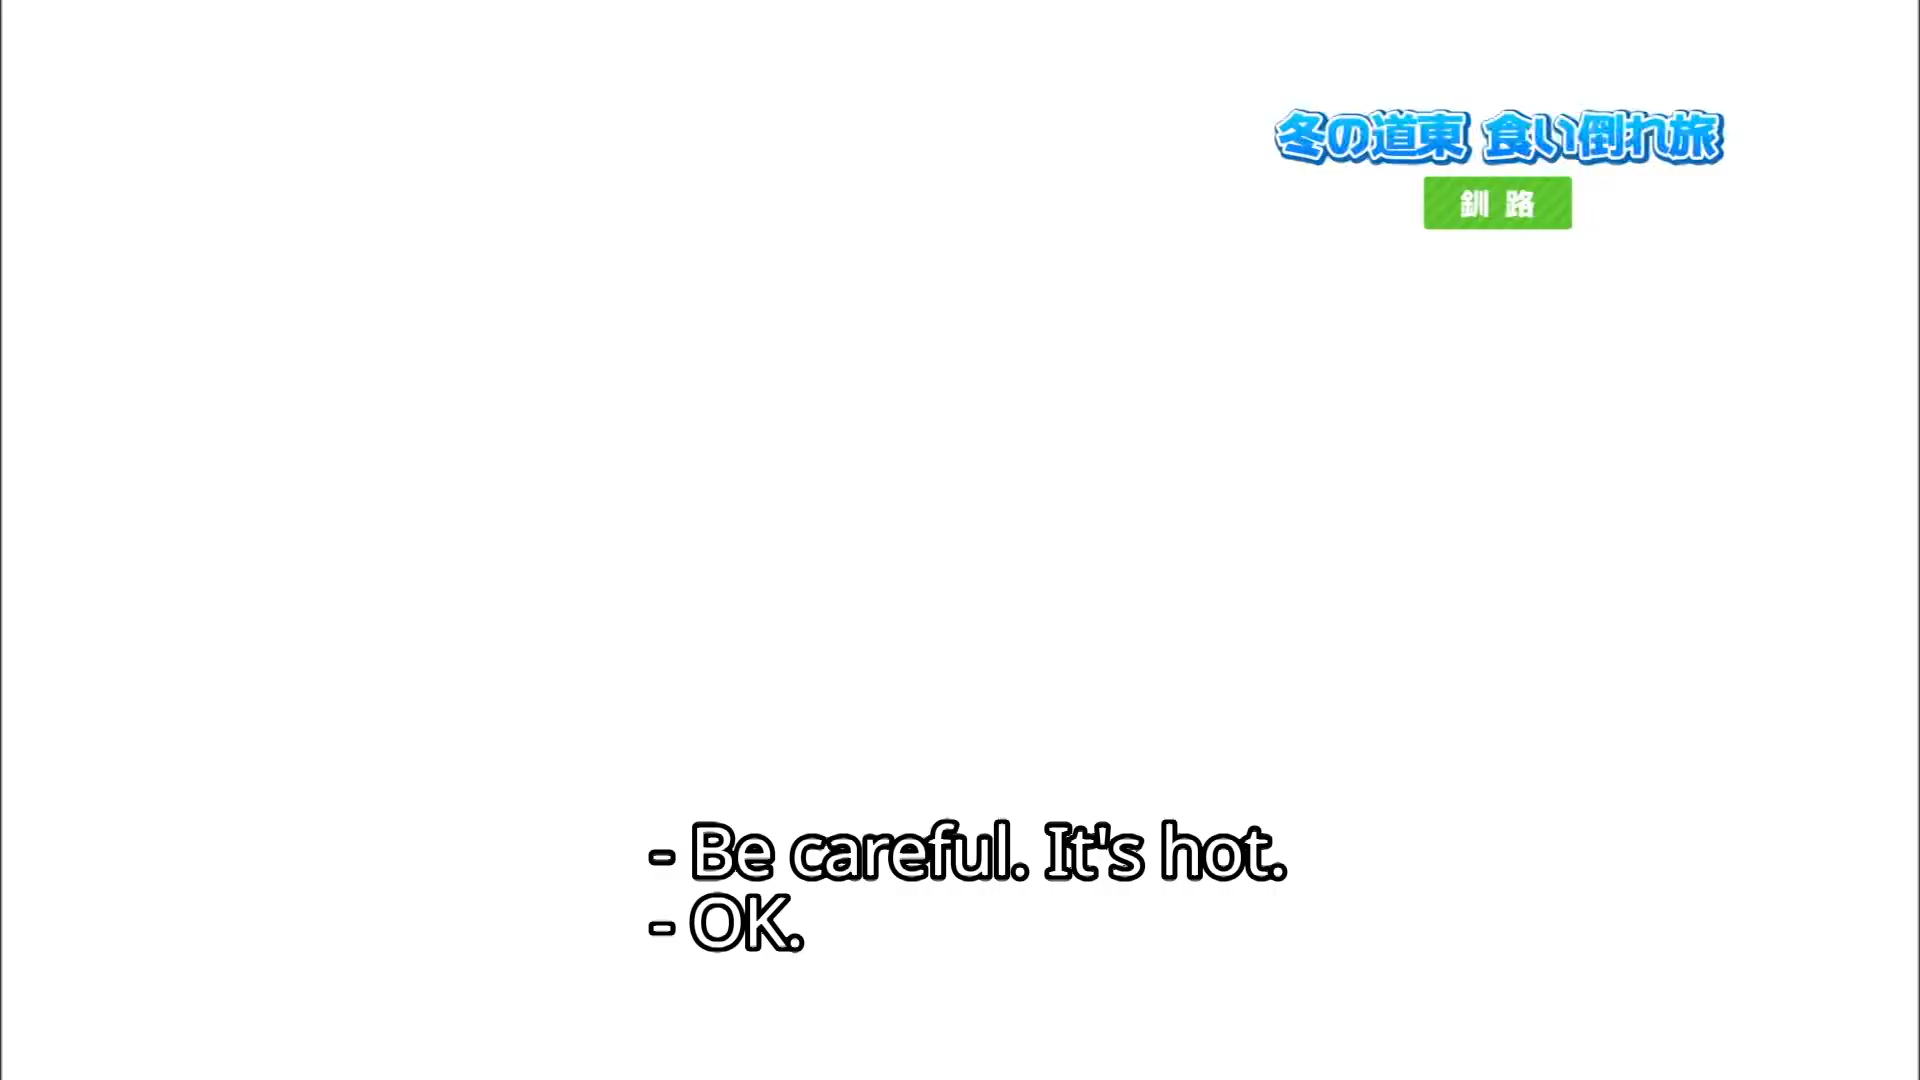 冬の道東 食い倒れ旅
釧路
- Be careful. It's hot.
- OK.